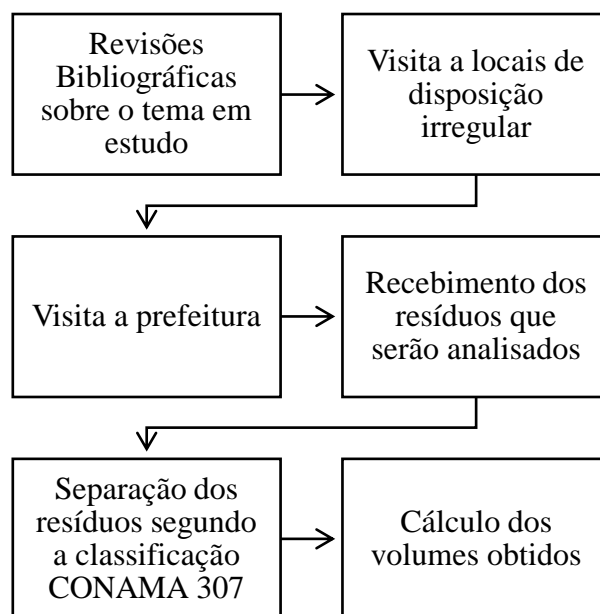 Revisões
Bibliográficas
sobre o tema em
estudo
Visita a locais de
disposição
irregular
Visita a prefeitura
Recebimento dos
resíduos que
serão analisados
Separação dos
resíduos segundo
a classificação
CONAMA 307
Cálculo dos
volumes obtidos